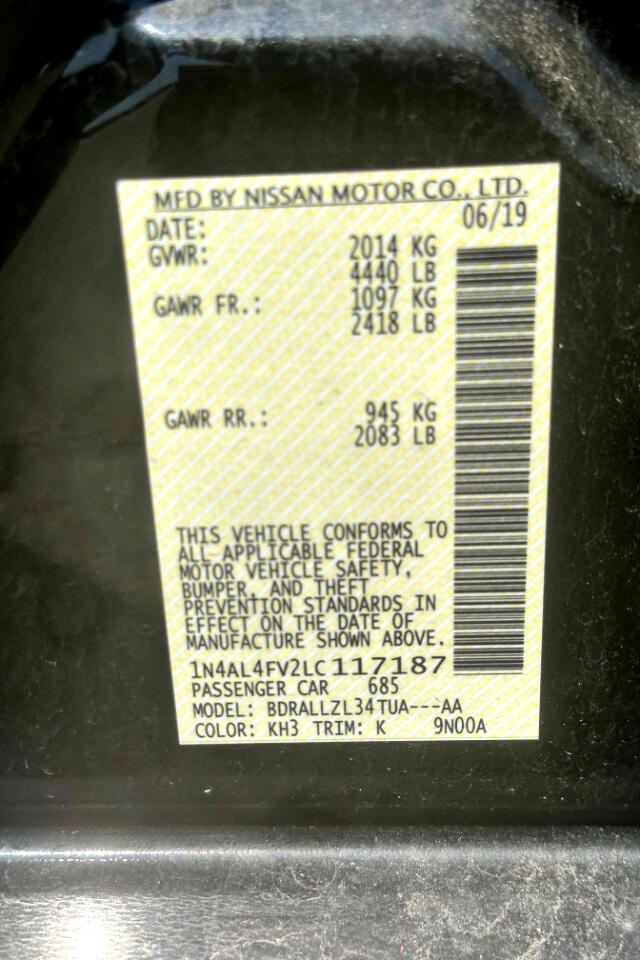 MFD BY NISSAN MOTOR CO., LTD.
DATE: 06/19
GVWR: 2014 KG
4440 LB
GAWR FR.: 1097 KG
2418 LB
GAWR RR.: 945 KG
2083 LB
THIS VEHICLE CONFORMS TO
ALL APPLICABLE FEDERAL
MOTOR VEHICLE SAFETY,
BUMPER, AND THEFT
PREVENTION STANDARDS IN
EFFECT ON THE DATE OF
MANUFACTURE SHOWN ABOVE.
1N4AL4FV2LC117187
PASSENGER CAR 685
MODEL: BDRALLZL34TUA---AA
COLOR: KH3 TRIM: K 9N00A